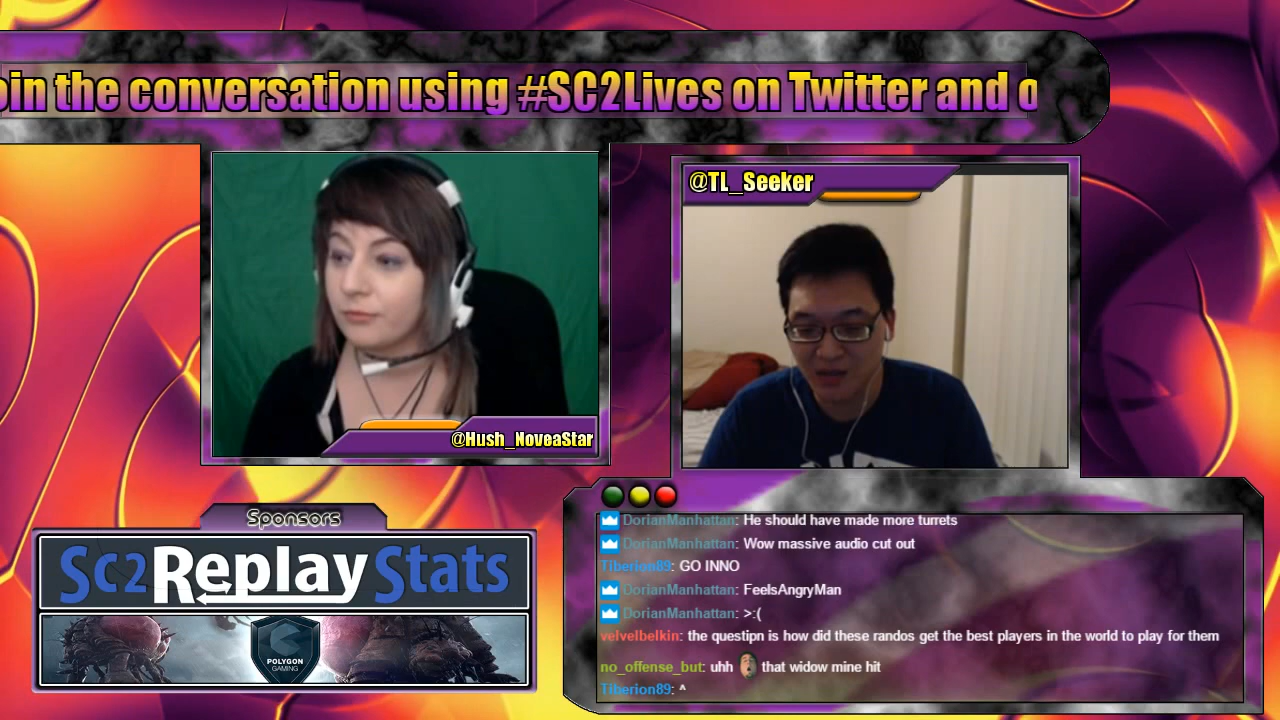 oin the conversation using #SC2Lives on Twitter and o
@TL_Seeker
@Hush_NoveaStar
Sponsors
Sc2ReplayStats
POLYGON
GAMING
DorianManhattan: He should have made more turrets
DorianManhattan: Wow massive audio cut out
Tiberion89: GO INNO
DorianManhattan: FeelsAngryMan
DorianManhattan: >:(
velvelbelkin: the questipn is how did these randos get the best players in the world to play for them
no_offense_but: uhh that widow mine hit
Tiberion89: ^